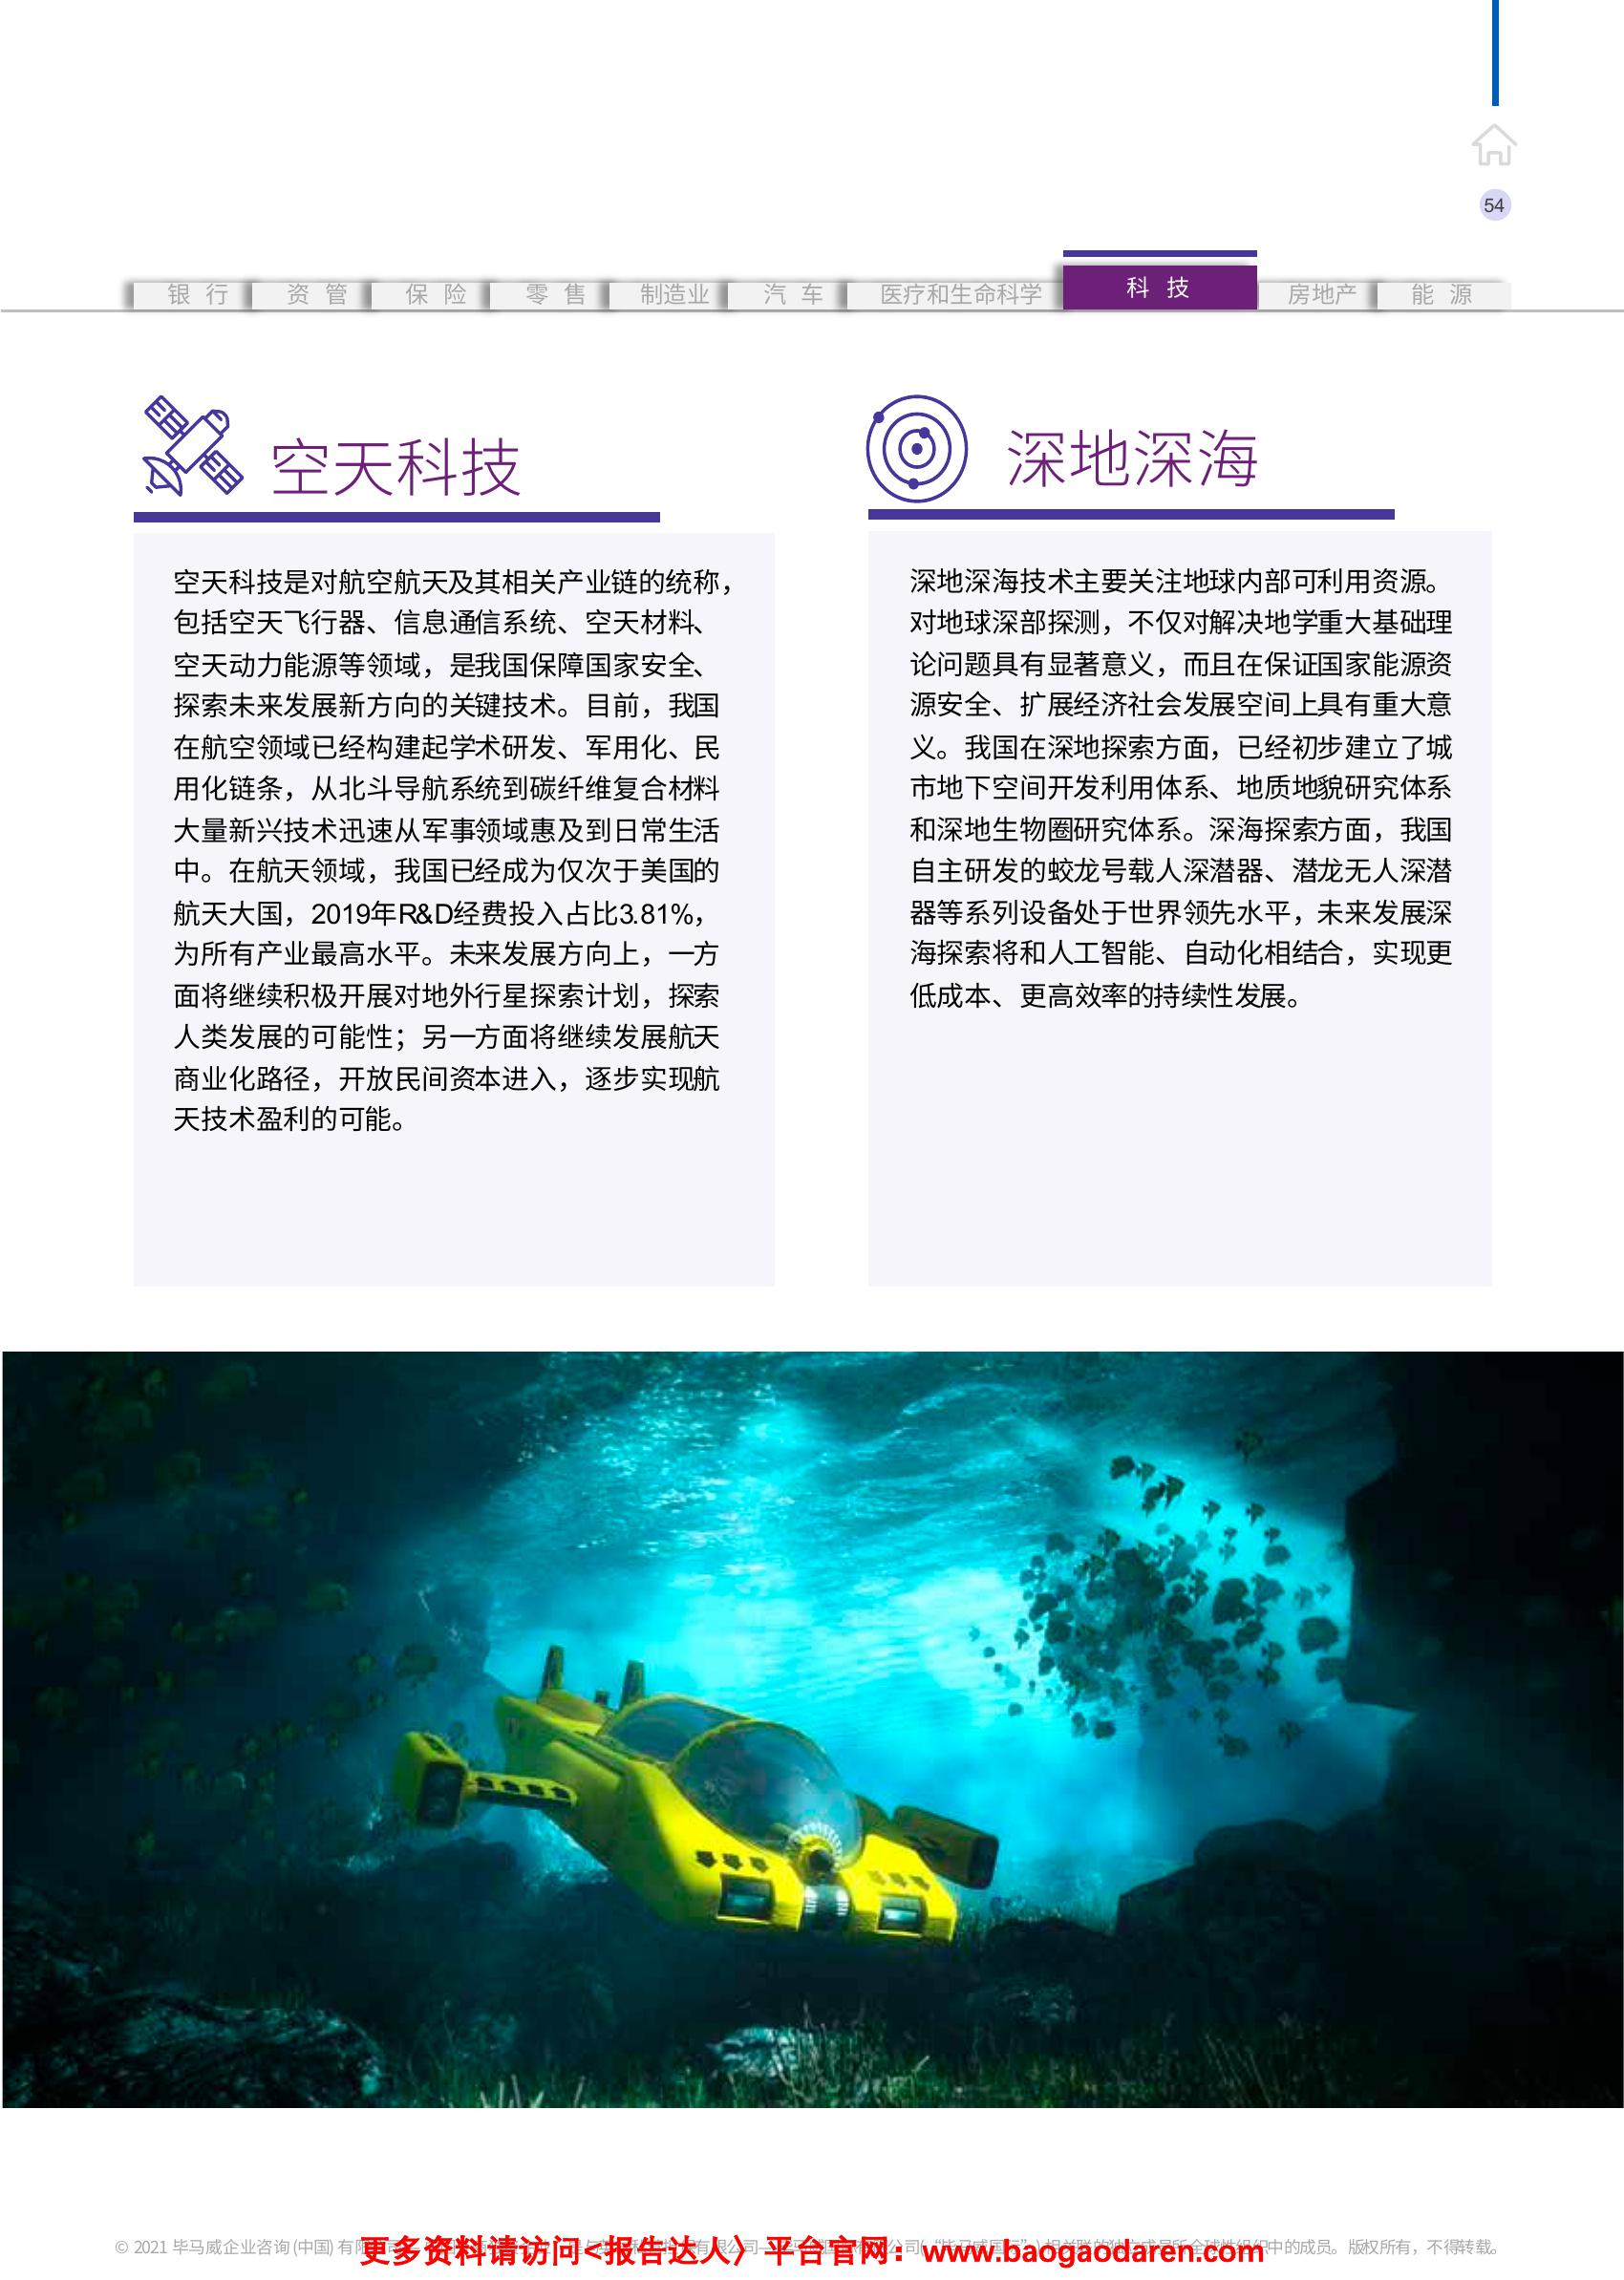 54
银 行 资 管 保 险 零 售 制造业 汽 车 医疗和生命科学 科 技 房地产 能 源
空天科技
空天科技是对航空航天及其相关产业链的统称，
包括空天飞行器、信息通信系统、空天材料、
空天动力能源等领域，是我国保障国家安全、
探索未来发展新方向的关键技术。目前，我国
在航空领域已经构建起学术研发、军用化、民
用化链条，从北斗导航系统到碳纤维复合材料
大量新兴技术迅速从军事领域惠及到日常生活
中。在航天领域，我国已经成为仅次于美国的
航天大国，2019年R&D经费投入占比3.81%，
为所有产业最高水平。未来发展方向上，一方
面将继续积极开展对地外行星探索计划，探索
人类发展的可能性；另一方面将继续发展航天
商业化路径，开放民间资本进入，逐步实现航
天技术盈利的可能。
深地深海
深地深海技术主要关注地球内部可利用资源。
对地球深部探测，不仅对解决地学重大基础理
论问题具有显著意义，而且在保证国家能源资
源安全、扩展经济社会发展空间上具有重大意
义。我国在深地探索方面，已经初步建立了城
市地下空间开发利用体系、地质地貌研究体系
和深地生物圈研究体系。深海探索方面，我国
自主研发的蛟龙号载人深潜器、潜龙无人深潜
器等系列设备处于世界领先水平，未来发展深
海探索将和人工智能、自动化相结合，实现更
低成本、更高效率的持续性发展。
© 2021 毕马威企业咨询 (中国) 有限 相关联的独立成员所全球性组织中的成员。版权所有，不得转载。
更多资料请访问<报告达人〉平台官网：www.baogaodaren.com